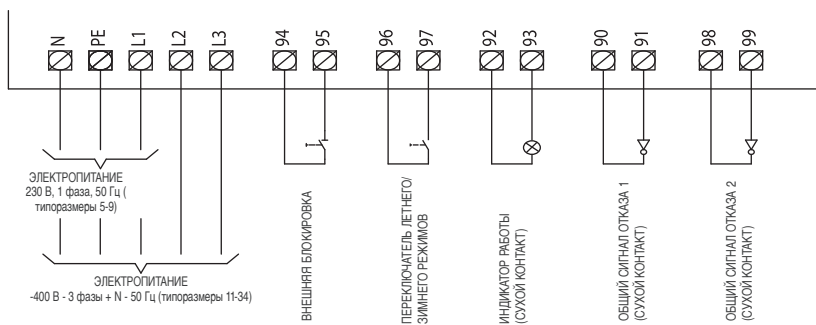 N PE L1 L2 L3 94 95 96 97 92 93 90 91 98 99
ЭЛЕКТРОПИТАНИЕ
230 В, 1 фаза, 50 Гц (
типоразмеры 5-9)
ЭЛЕКТРОПИТАНИЕ
-400 В - 3 фазы + N - 50 Гц (типоразмеры 11-34)
ВНЕШНЯЯ БЛОКИРОВКА
ПЕРЕКЛЮЧАТЕЛЬ ЛЕТНЕГО/
ЗИМНЕГО РЕЖИМОВ
ИНДИКАТОР РАБОТЫ
(СУХОЙ КОНТАКТ)
ОБЩИЙ СИГНАЛ ОТКАЗА 1
(СУХОЙ КОНТАКТ)
ОБЩИЙ СИГНАЛ ОТКАЗА 2
(СУХОЙ КОНТАКТ)